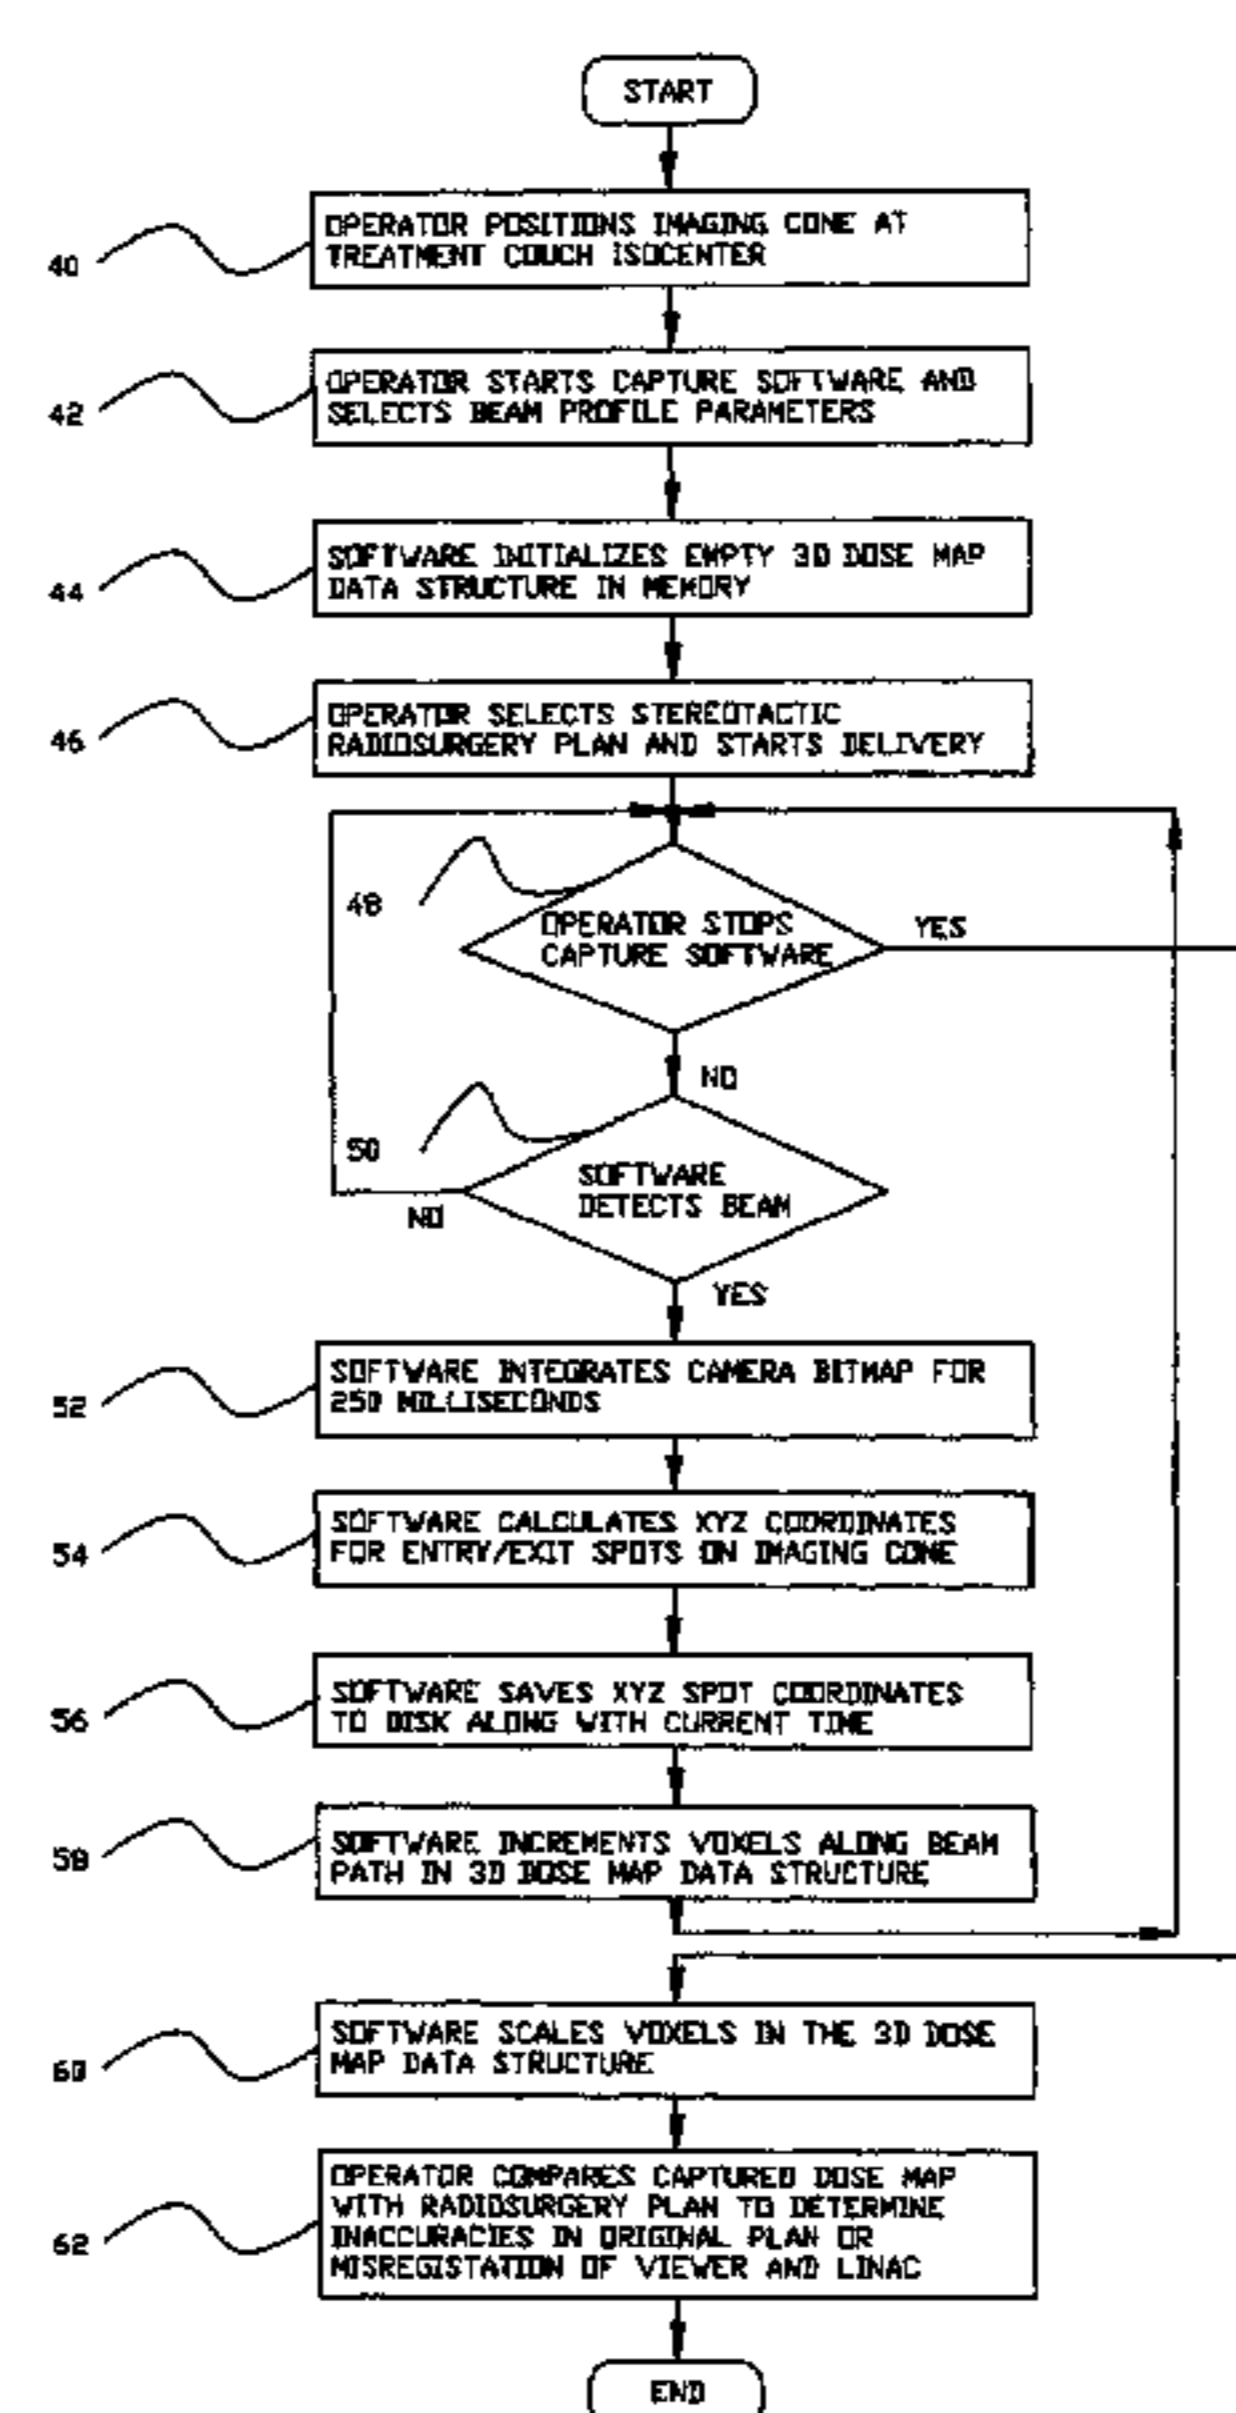 START
40
OPERATOR POSITIONS IMAGING CONE AT
TREATMENT COUCH ISOCENTER
42
OPERATOR STARTS CAPTURE SOFTWARE AND
SELECTS BEAM PROFILE PARAMETERS
44
SOFTWARE INITIALIZES EMPTY 3D DOSE MAP
DATA STRUCTURE IN MEMORY
46
OPERATOR SELECTS STEREOTACTIC
RADIOSURGERY PLAN AND STARTS DELIVERY
48
OPERATOR STOPS
CAPTURE SOFTWARE
YES
NO
50
SOFTWARE
DETECTS BEAM
NO
YES
52
SOFTWARE INTEGRATES CAMERA BITMAP FOR
250 MILLISECONDS
54
SOFTWARE CALCULATES XYZ COORDINATES
FOR ENTRY/EXIT SPOTS ON IMAGING CONE
56
SOFTWARE SAVES XYZ SPOT COORDINATES
TO DISK ALONG WITH CURRENT TIME
58
SOFTWARE INCREMENTS VOXELS ALONG BEAM
PATH IN 3D DOSE MAP DATA STRUCTURE
60
SOFTWARE SCALES VOXELS IN THE 3D DOSE
MAP DATA STRUCTURE
62
OPERATOR COMPARES CAPTURED DOSE MAP
WITH RADIOSURGERY PLAN TO DETERMINE
INACCURACIES IN ORIGINAL PLAN OR
MISREGISTATION OF VIEWER AND LINAC
END